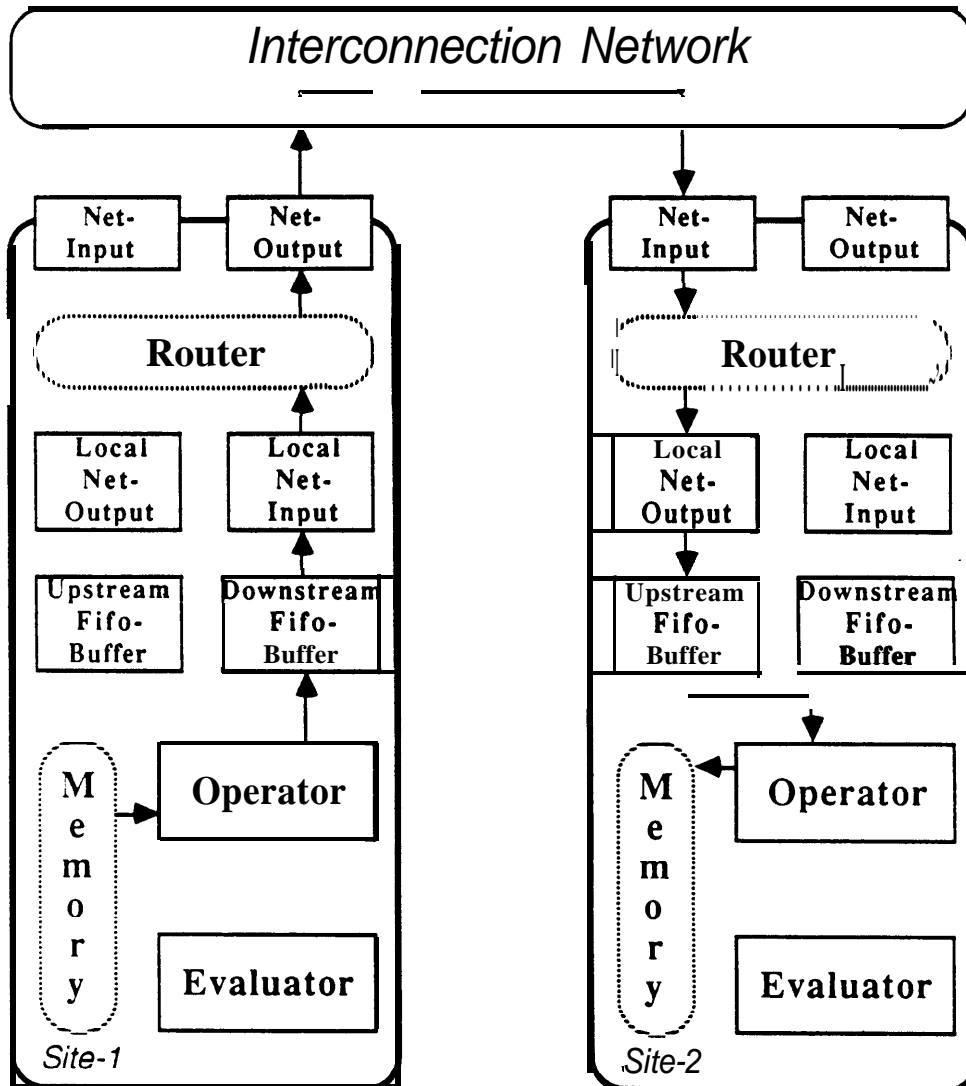 Interconnection Network
Net-
Input
Net-
Output
Router
Local
Net-
Output
Local
Net-
Input
Upstream
Fifo-
Buffer
Downstream
Fifo-
Buffer
M
e
m
o
r
y
Operator
Evaluator
Site-1
Net-
Input
Net-
Output
Router
Local
Net-
Output
Local
Net-
Input
Upstream
Fifo-
Buffer
Downstream
Fifo-
Buffer
M
e
m
o
r
y
Operator
Evaluator
Site-2